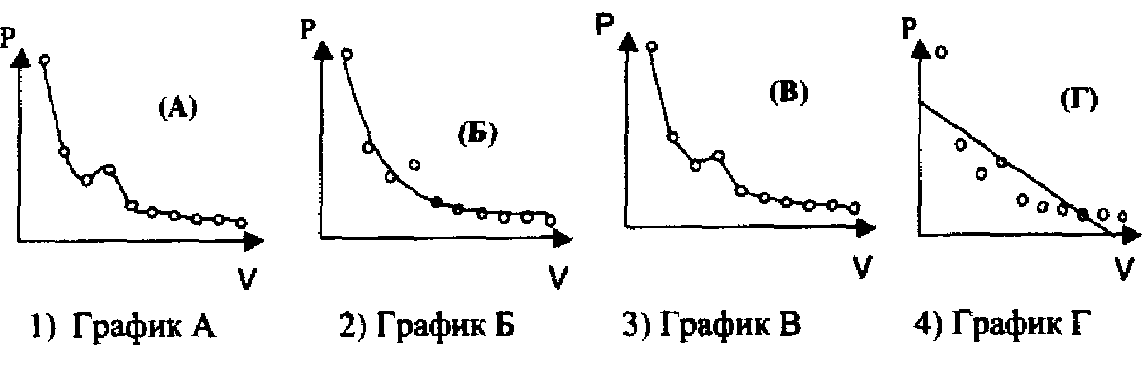 P P P P
(А) (Б) (В) (Г)
V V V V
1) График А 2) График Б 3) График В 4) График Г